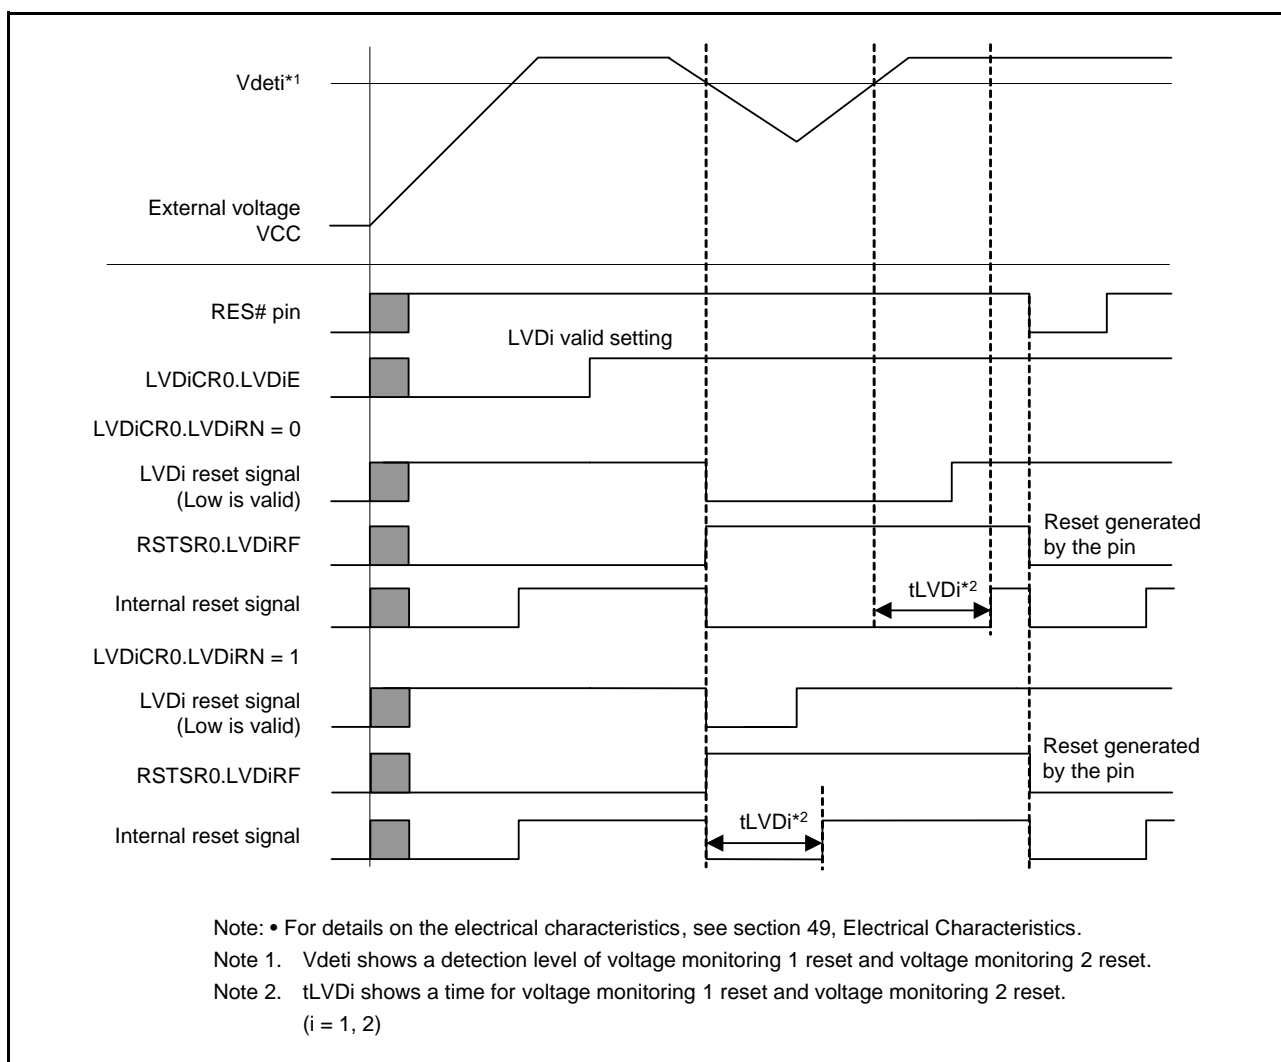 Vdeti*1
External voltage
VCC
RES# pin
LVDi valid setting
LVDiCR0.LVDiE
LVDiCR0.LVDiRN = 0
LVDi reset signal
(Low is valid)
RSTSR0.LVDiRF
Reset generated
by the pin
tLVDi*2
Internal reset signal
LVDiCR0.LVDiRN = 1
LVDi reset signal
(Low is valid)
RSTSR0.LVDiRF
Reset generated
by the pin
tLVDi*2
Internal reset signal
Note: • For details on the electrical characteristics, see section 49, Electrical Characteristics.
Note 1. Vdeti shows a detection level of voltage monitoring 1 reset and voltage monitoring 2 reset.
Note 2. tLVDi shows a time for voltage monitoring 1 reset and voltage monitoring 2 reset.
(i = 1, 2)